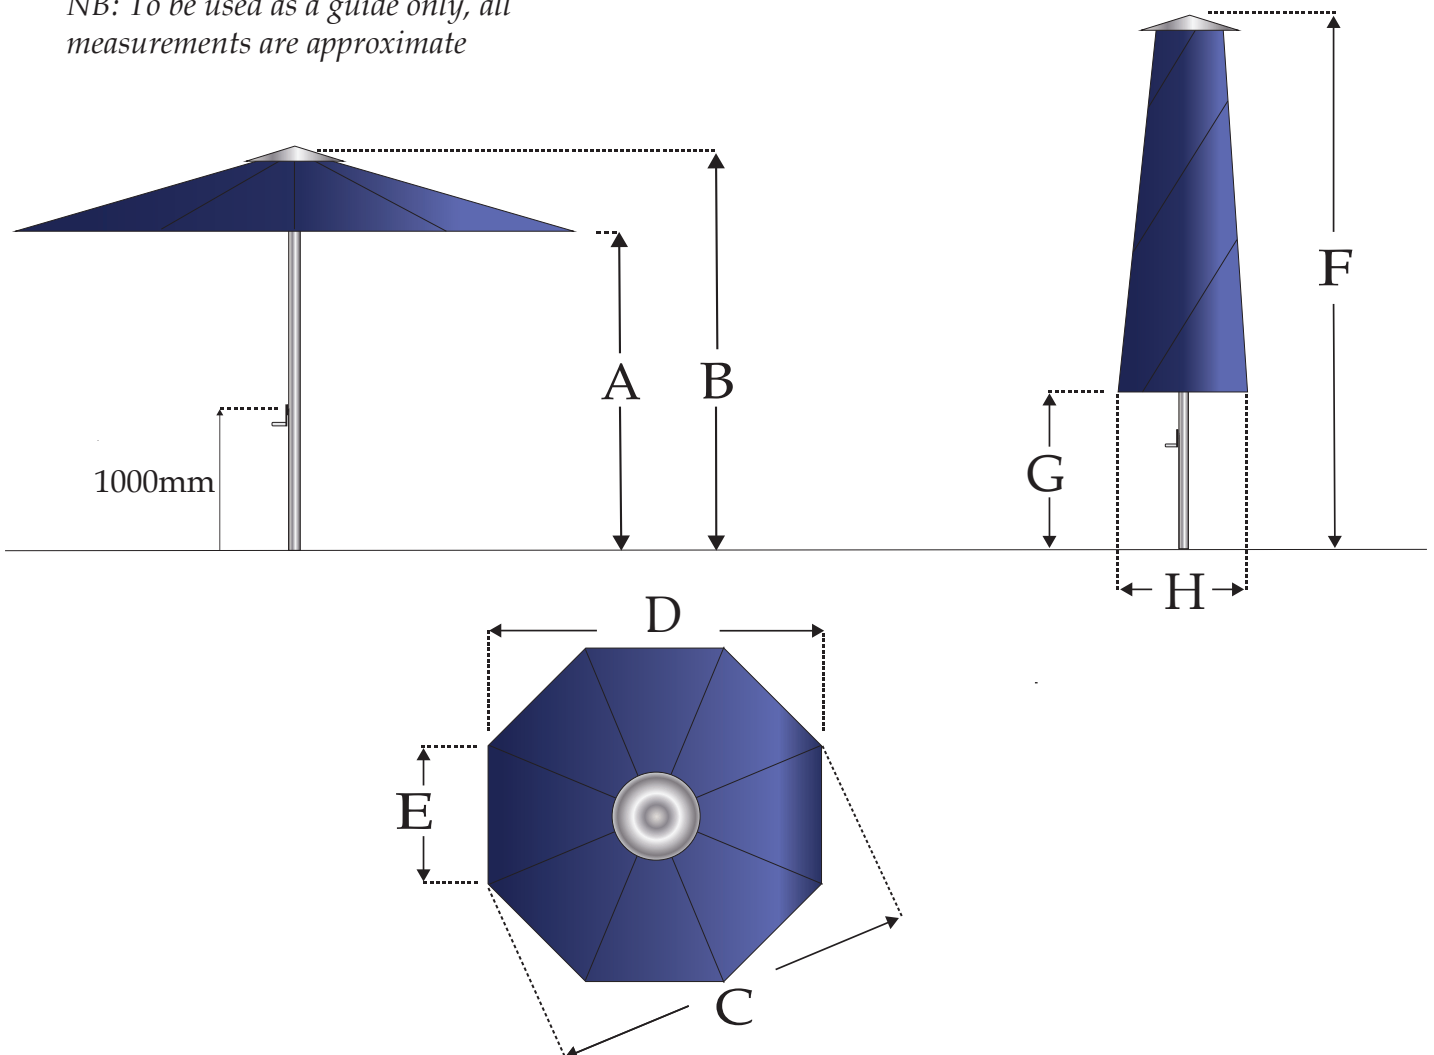 NB: To be used as a guide only, all
measurements are approximate
F
A
B
G
1000mm
H
D
E
C